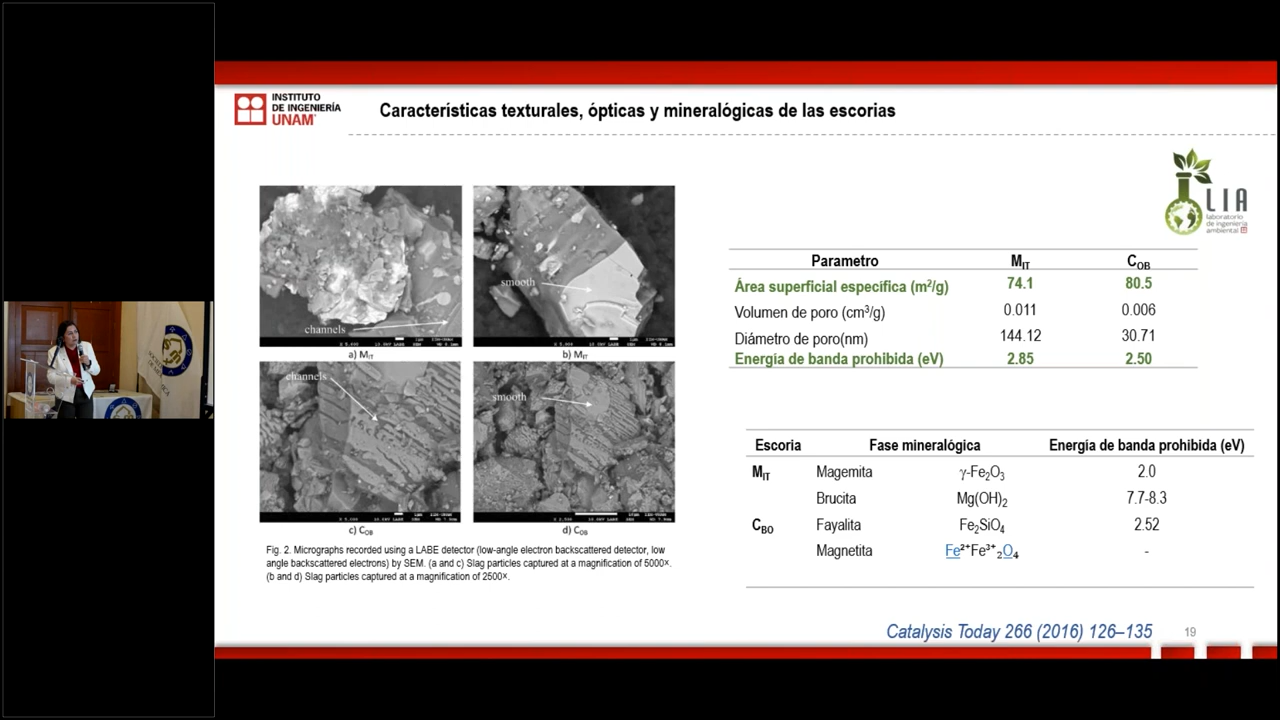 INSTITUTO
DE INGENIERÍA
UNAM
Características texturales, ópticas y mineralógicas de las escorias
LIA
laboratorio
de ingeniería
ambiental
channels
a) MIT
smooth
b) MIT
channels
c) COB
smooth
d) COB
Fig. 2. Micrographs recorded using a LABE detector (low-angle electron backscattered detector, low
angle backscattered electrons) by SEM. (a and c) Slag particles captured at a magnification of 5000×.
(b and d) Slag particles captured at a magnification of 2500×.
Parametro MIT COB
Área superficial específica (m²/g) 74.1 80.5
Volumen de poro (cm³/g) 0.011 0.006
Diámetro de poro(nm) 144.12 30.71
Energía de banda prohibida (eV) 2.85 2.50
Escoria Fase mineralógica Energía de banda prohibida (eV)
MIT Magemita γ-Fe₂O₃ 2.0
Brucita Mg(OH)₂ 7.7-8.3
CBO Fayalita Fe₂SiO₄ 2.52
Magnetita Fe²⁺Fe³⁺₂O₄ -
Catalysis Today 266 (2016) 126–135
19